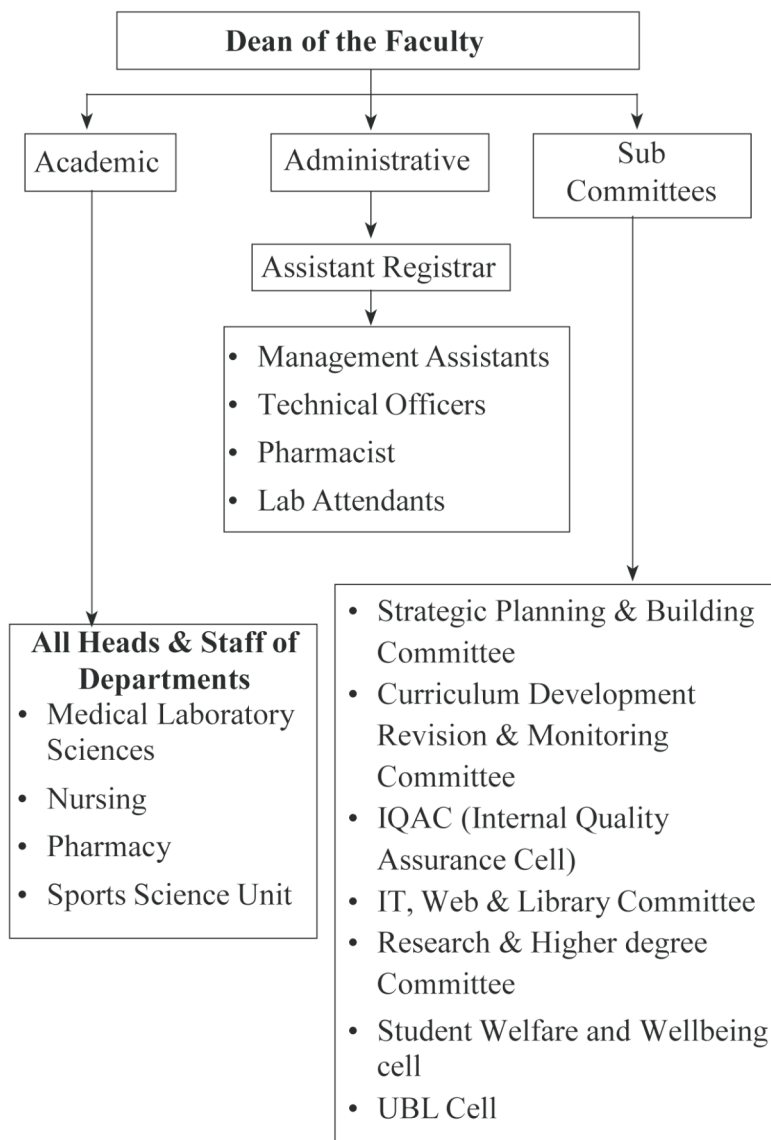 Dean of the Faculty
Academic
Administrative
Sub
Committees
Assistant Registrar
• Management Assistants
• Technical Officers
• Pharmacist
• Lab Attendants
All Heads & Staff of
Departments
• Medical Laboratory
Sciences
• Nursing
• Pharmacy
• Sports Science Unit
• Strategic Planning & Building
Committee
• Curriculum Development
Revision & Monitoring
Committee
• IQAC (Internal Quality
Assurance Cell)
• IT, Web & Library Committee
• Research & Higher degree
Committee
• Student Welfare and Wellbeing
cell
• UBL Cell